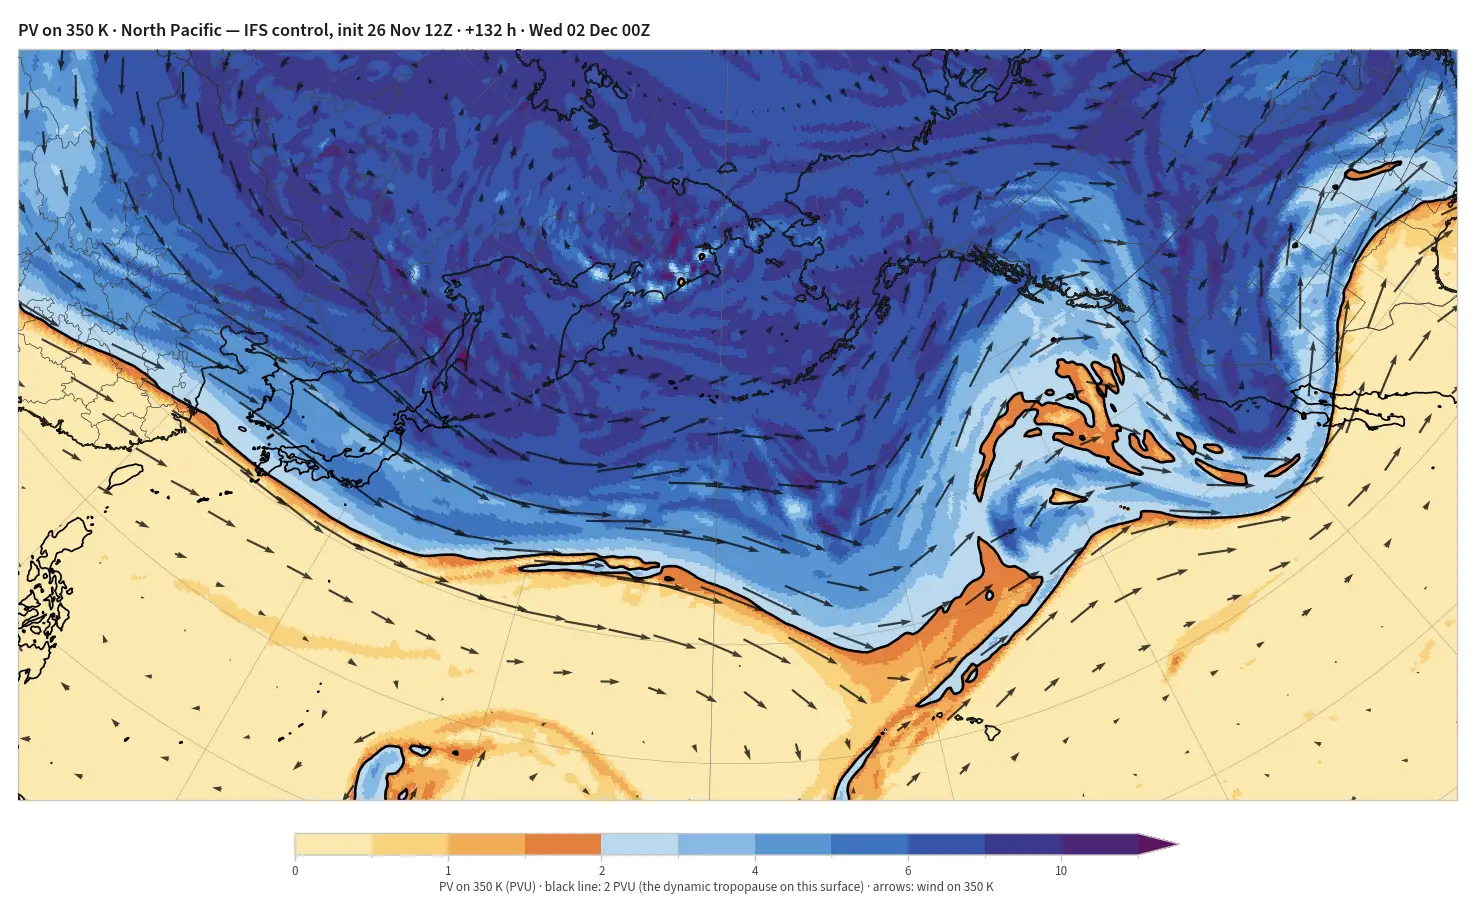 PV on 350 K · North Pacific — IFS control, init 26 Nov 12Z · +132 h · Wed 02 Dec 00Z
0 1 2 4 6 10
PV on 350 K (PVU) · black line: 2 PVU (the dynamic tropopause on this surface) · arrows: wind on 350 K